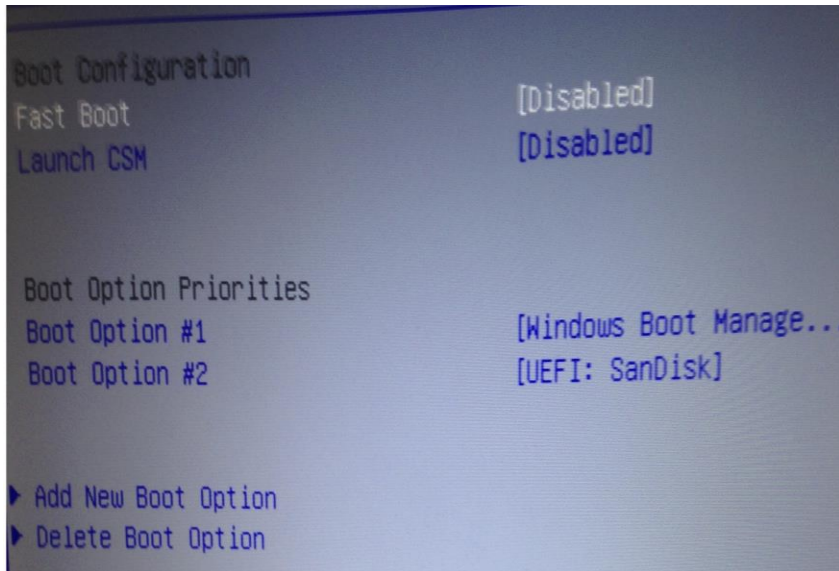 Boot Configuration
Fast Boot [Disabled]
Launch CSM [Disabled]
Boot Option Priorities
Boot Option #1 [Windows Boot Manage..
Boot Option #2 [UEFI: SanDisk]
Add New Boot Option
Delete Boot Option